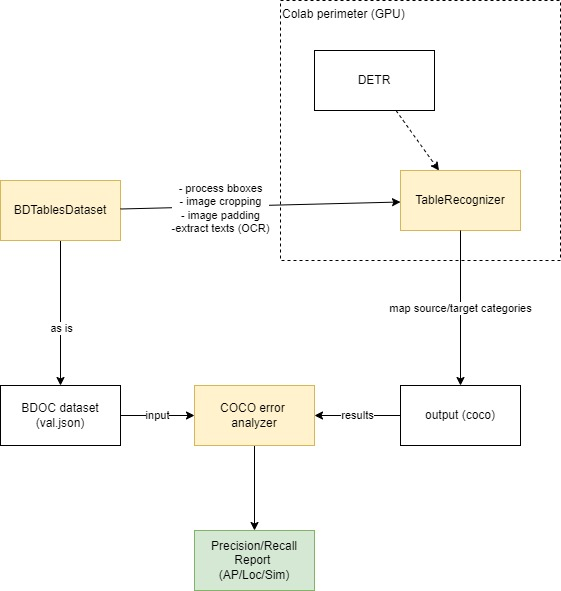 Colab perimeter (GPU)
DETR
- process bboxes
- image cropping
- image padding
-extract texts (OCR)
BDTablesDataset
TableRecognizer
as is
map source/target categories
BDOC dataset
(val.json)
input
COCO error
analyzer
results
output (coco)
Precision/Recall
Report
(AP/Loc/Sim)